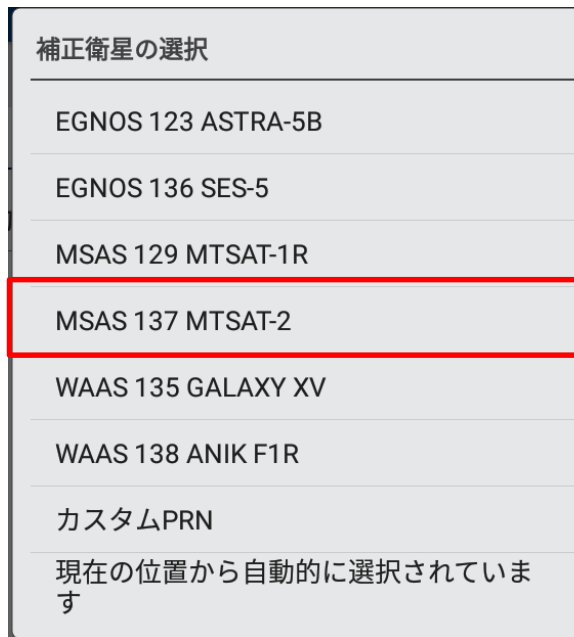 補正衛星の選択
EGNOS 123 ASTRA-5B
EGNOS 136 SES-5
MSAS 129 MTSAT-1R
MSAS 137 MTSAT-2
WAAS 135 GALAXY XV
WAAS 138 ANIK F1R
カスタムPRN
現在の位置から自動的に選択されていま
す